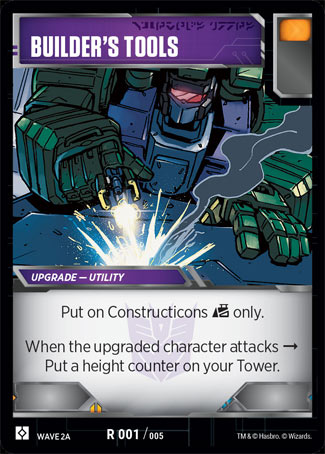 BUILDER'S TOOLS
UPGRADE — UTILITY
Put on Constructicons only.
When the upgraded character attacks →
Put a height counter on your Tower.
WAVE 2A R 001 /005 TM & © Hasbro. © Wizards.